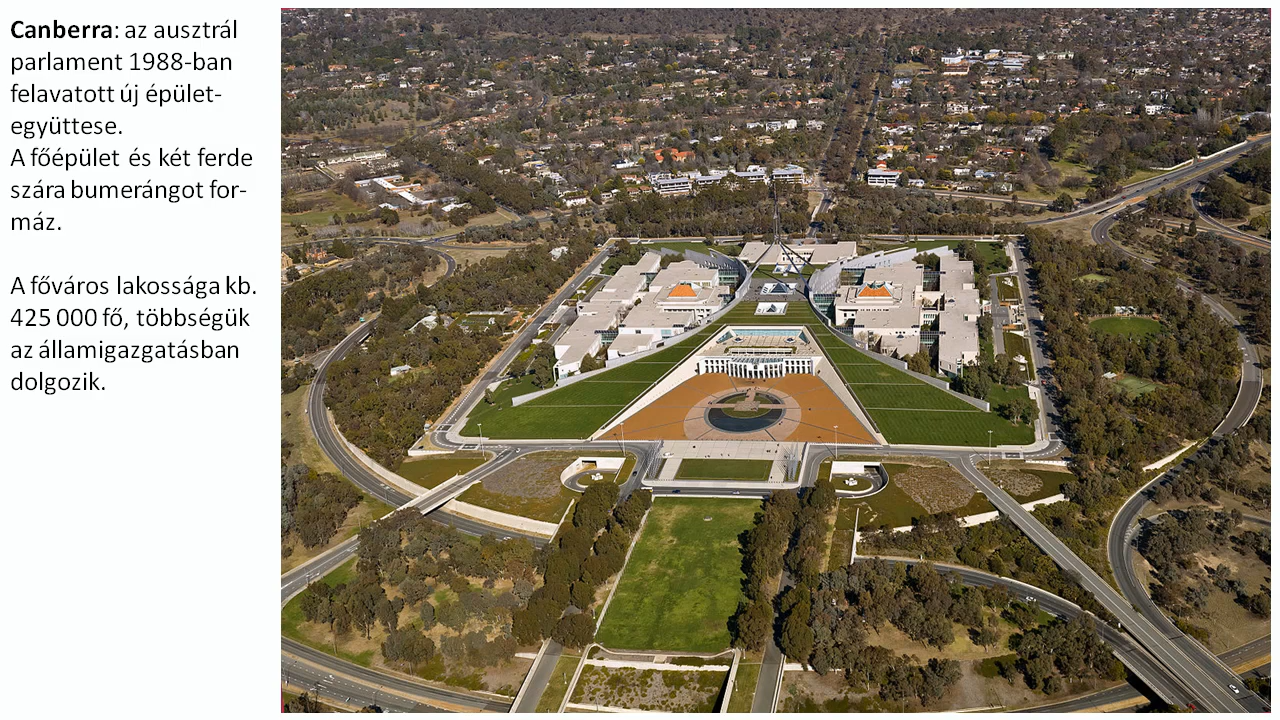 Canberra: az ausztrál
parlament 1988-ban
felavatott új épület-
együttese.
A főépület és két ferde
szára bumerángot for-
máz.
A főváros lakossága kb.
425 000 fő, többségük
az államigazgatásban
dolgozik.